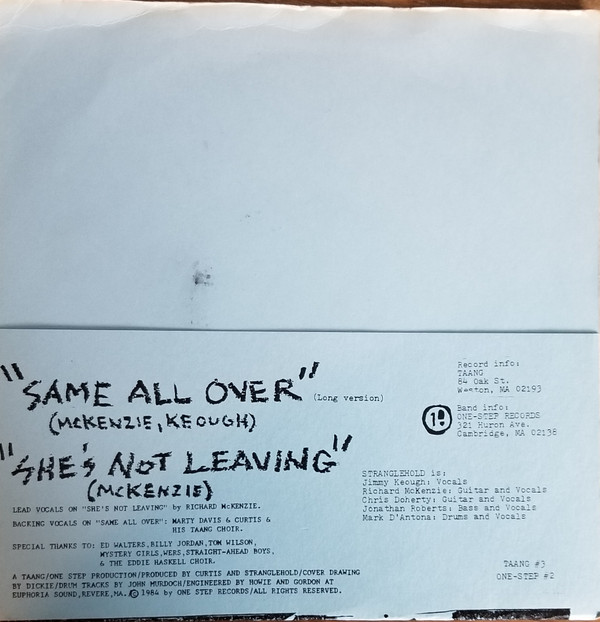 "SAME ALL OVER" (Long version)
(McKENZIE, KEOUGH)
"SHE'S NOT LEAVING"
(McKENZIE)
LEAD VOCALS ON "SHE'S NOT LEAVING" by RICHARD McKENZIE.
BACKING VOCALS ON "SAME ALL OVER": MARTY DAVIS & CURTIS &
HIS TAANG CHOIR.
SPECIAL THANKS TO: ED WALTERS,BILLY JORDAN,TOM WILSON,
MYSTERY GIRLS,WERS,STRAIGHT-AHEAD BOYS,
& THE EDDIE HASKELL CHOIR.
A TAANG/ONE STEP PRODUCTION/PRODUCED BY CURTIS AND STRANGLEHOLD/COVER DRAWING
BY DICKIE/DRUM TRACKS BY JOHN MURDOCH/ENGINEERED BY HOWIE AND GORDON AT
EUPHORIA SOUND,REVERE,MA.© 1984 by ONE STEP RECORDS/ALL RIGHTS RESERVED.
Record info:
TAANG
84 Oak St.
Weston, MA 02193
1
Band info:
ONE-STEP RECORDS
321 Huron Ave.
Cambridge, MA 02138
STRANGLEHOLD is:
Jimmy Keough: Vocals
Richard McKenzie: Guitar and Vocals
Chris Doherty: Guitar and Vocals
Jonathan Roberts: Bass and Vocals
Mark D'Antona: Drums and Vocals
TAANG #3
ONE-STEP #2